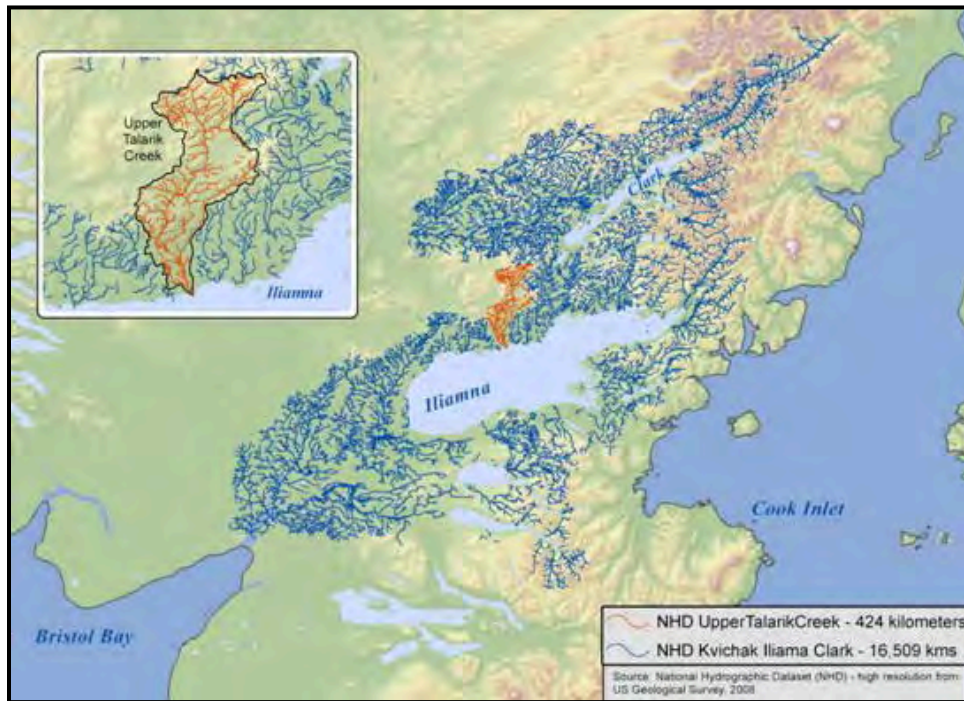 Upper
Talarik
Creek
Iliamna
Clark
Iliamna
Cook Inlet
Bristol Bay
NHD UpperTalarikCreek - 424 kilometers
NHD Kvichak Iliama Clark - 16,509 kms
Source: National Hydrographic Dataset (NHD) - high resolution from
US Geological Survey, 2008